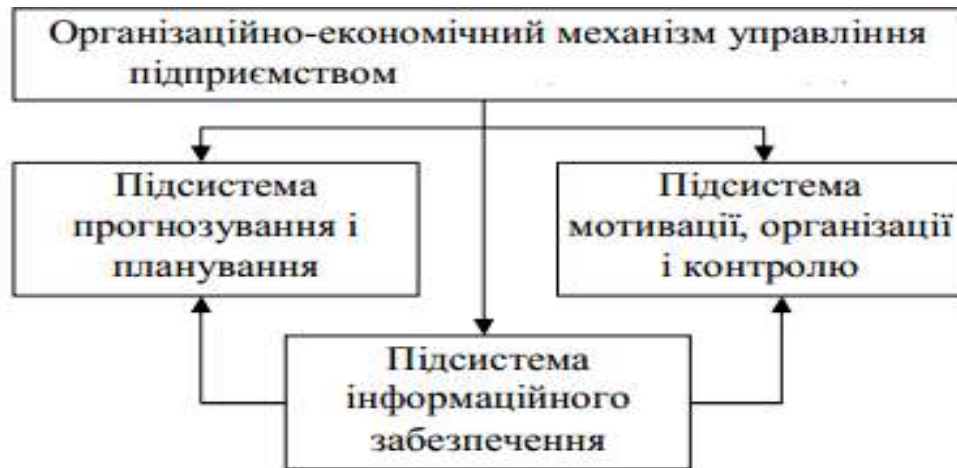 Організаційно-економічний механізм управління
підприємством
Підсистема
прогнозування і
планування
Підсистема
мотивації, організації
і контролю
Підсистема
інформаційного
забезпечення